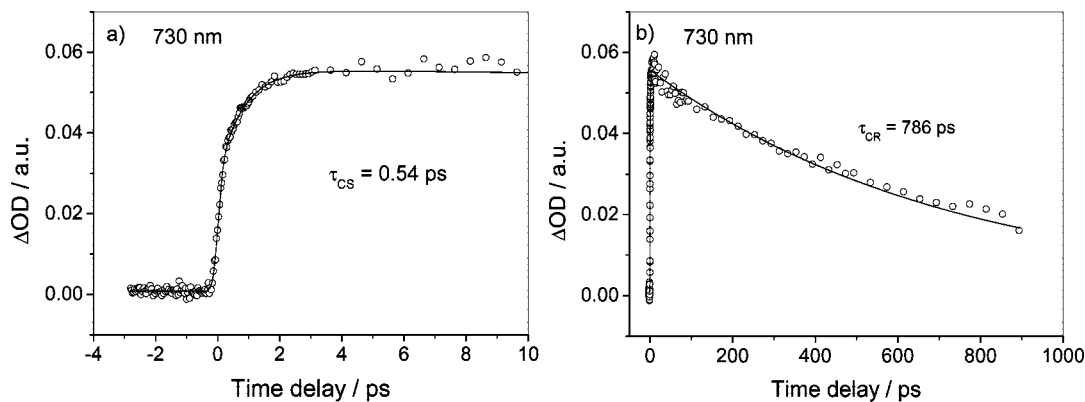 a) 730 nm
ΔOD / a.u.
0.06
0.04
0.02
0.00
τCS = 0.54 ps
-4 -2 0 2 4 6 8 10
Time delay / ps
b) 730 nm
ΔOD / a.u.
0.06
0.04
0.02
0.00
τCR = 786 ps
0 200 400 600 800 1000
Time delay / ps